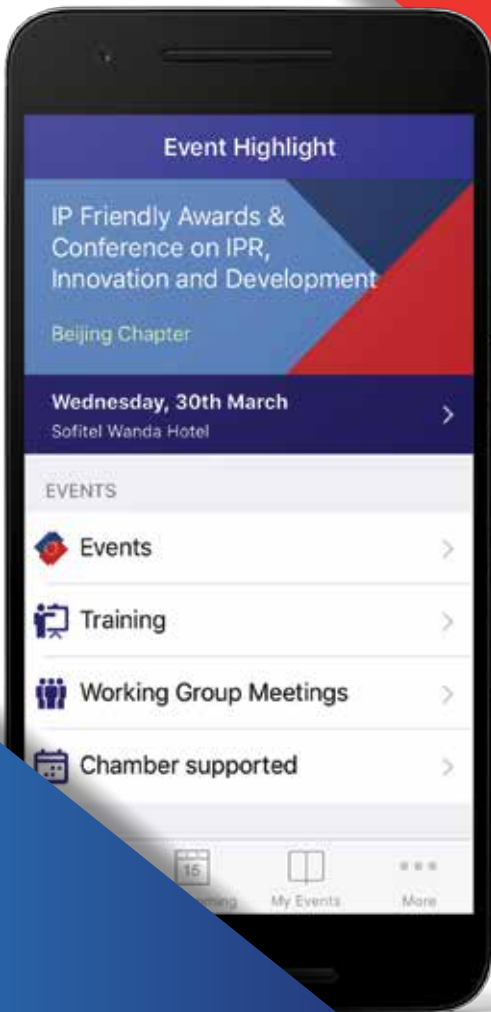 Event Highlight
IP Friendly Awards &
Conference on IPR,
Innovation and Development
Beijing Chapter
Wednesday, 30th March
Sofitel Wanda Hotel
EVENTS
Events
Training
Working Group Meetings
Chamber supported
15
My Events
More